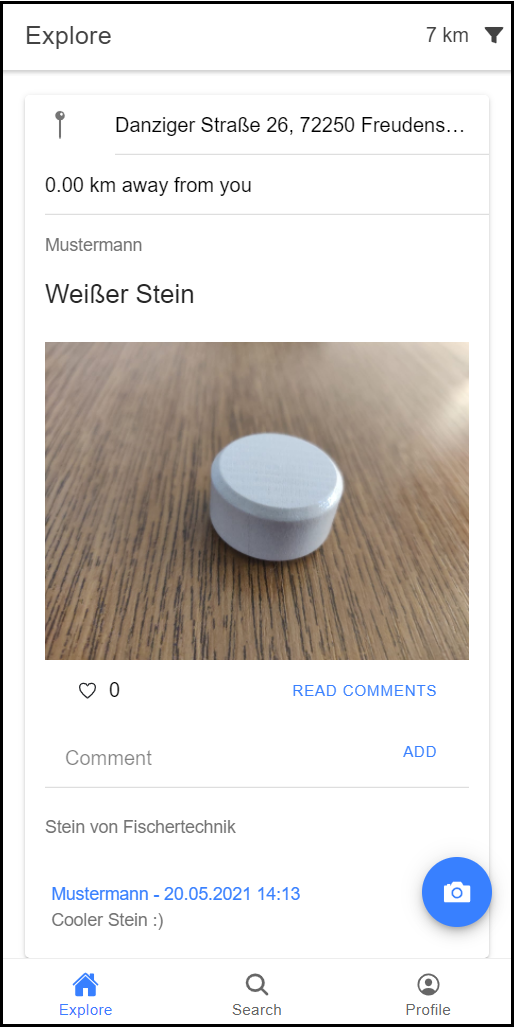 Explore
7 km
Danziger Straße 26, 72250 Freudens…
0.00 km away from you
Mustermann
Weißer Stein
0
READ COMMENTS
Comment
ADD
Stein von Fischertechnik
Mustermann - 20.05.2021 14:13
Cooler Stein :)
Explore
Search
Profile